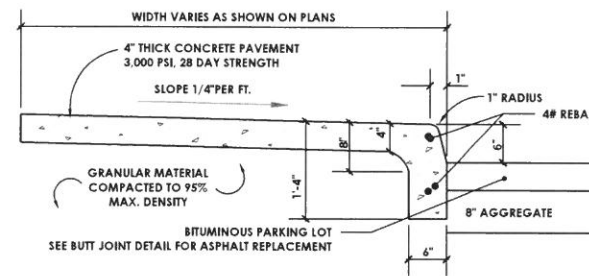 WIDTH VARIES AS SHOWN ON PLANS
4" THICK CONCRETE PAVEMENT
3,000 PSI, 28 DAY STRENGTH
SLOPE 1/4"PER FT.
1"
1" RADIUS
4# REBA
8"
4"
6"
1'-4"
GRANULAR MATERIAL
COMPACTED TO 95%
MAX. DENSITY
8" AGGREGATE
BITUMINOUS PARKING LOT
SEE BUTT JOINT DETAIL FOR ASPHALT REPLACEMENT
6"